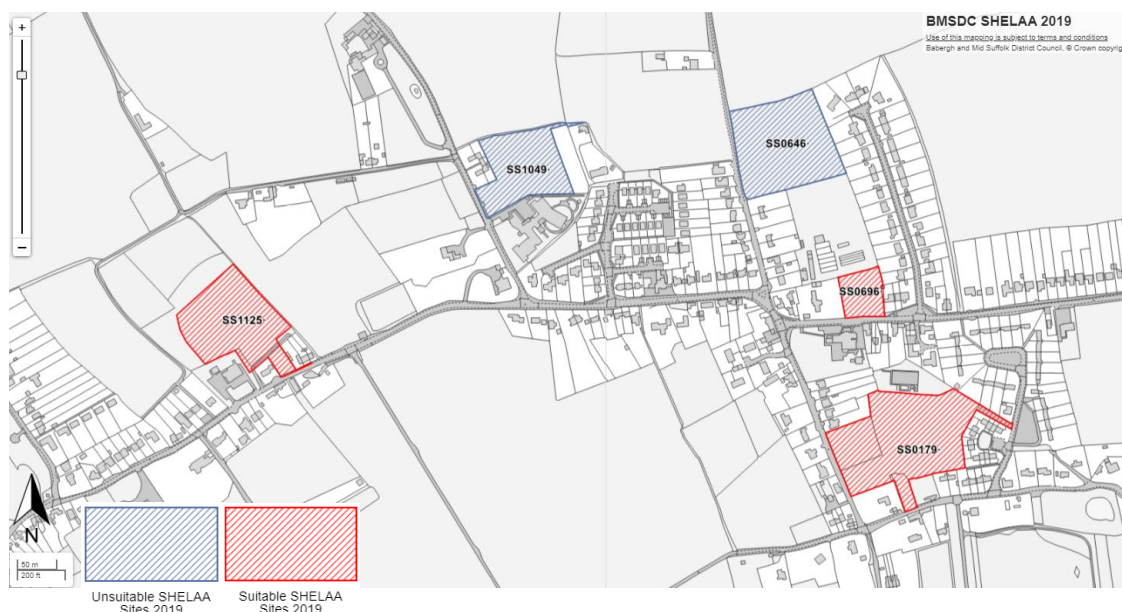 BMSDC SHELAA 2019
Use of this mapping is subject to terms and conditions
Babergh and Mid Suffolk District Council, © Crown copyrig
+
SS0646
SS1049
SS0696
SS1125
SS0179
−
N
50 m
200 ft
Unsuitable SHELAA
Sites 2019
Suitable SHELAA
Sites 2019